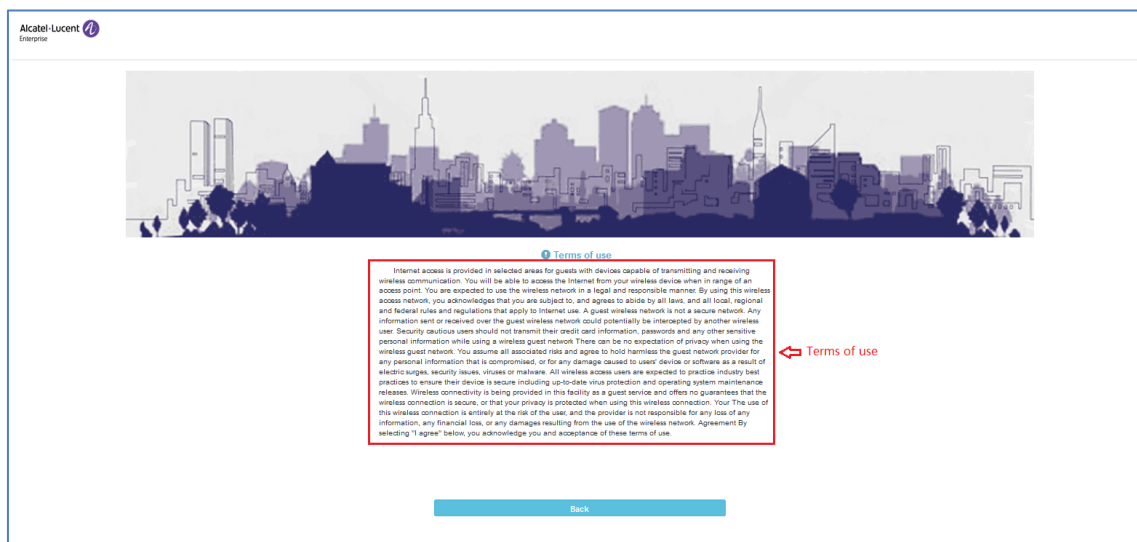 Alcatel·Lucent
Enterprise
Terms of use
Internet access is provided in selected areas for guests with devices capable of transmitting and receiving
wireless communication. You will be able to access the Internet from your wireless device when in range of an
access point. You are expected to use the wireless network in a legal and responsible manner. By using this wireless
access network, you acknowledges that you are subject to, and agrees to abide by all laws, and all local, regional
and federal rules and regulations that apply to Internet use. A guest wireless network is not a secure network. Any
information sent or received over the guest wireless network could potentially be intercepted by another wireless
user. Security cautious users should not transmit their credit card information, passwords and any other sensitive
personal information while using a wireless guest network There can be no expectation of privacy when using the
wireless guest network. You assume all associated risks and agree to hold harmless the guest network provider for
any personal information that is compromised, or for any damage caused to users' device or software as a result of
electric surges, security issues, viruses or malware. All wireless access users are expected to practice industry best
practices to ensure their device is secure including up-to-date virus protection and operating system maintenance
releases. Wireless connectivity is being provided in this facility as a guest service and offers no guarantees that the
wireless connection is secure, or that your privacy is protected when using this wireless connection. Your The use of
this wireless connection is entirely at the risk of the user, and the provider is not responsible for any loss of any
information, any financial loss, or any damages resulting from the use of the wireless network. Agreement By
selecting "I agree" below, you acknowledge you and acceptance of these terms of use.
Terms of use
Back